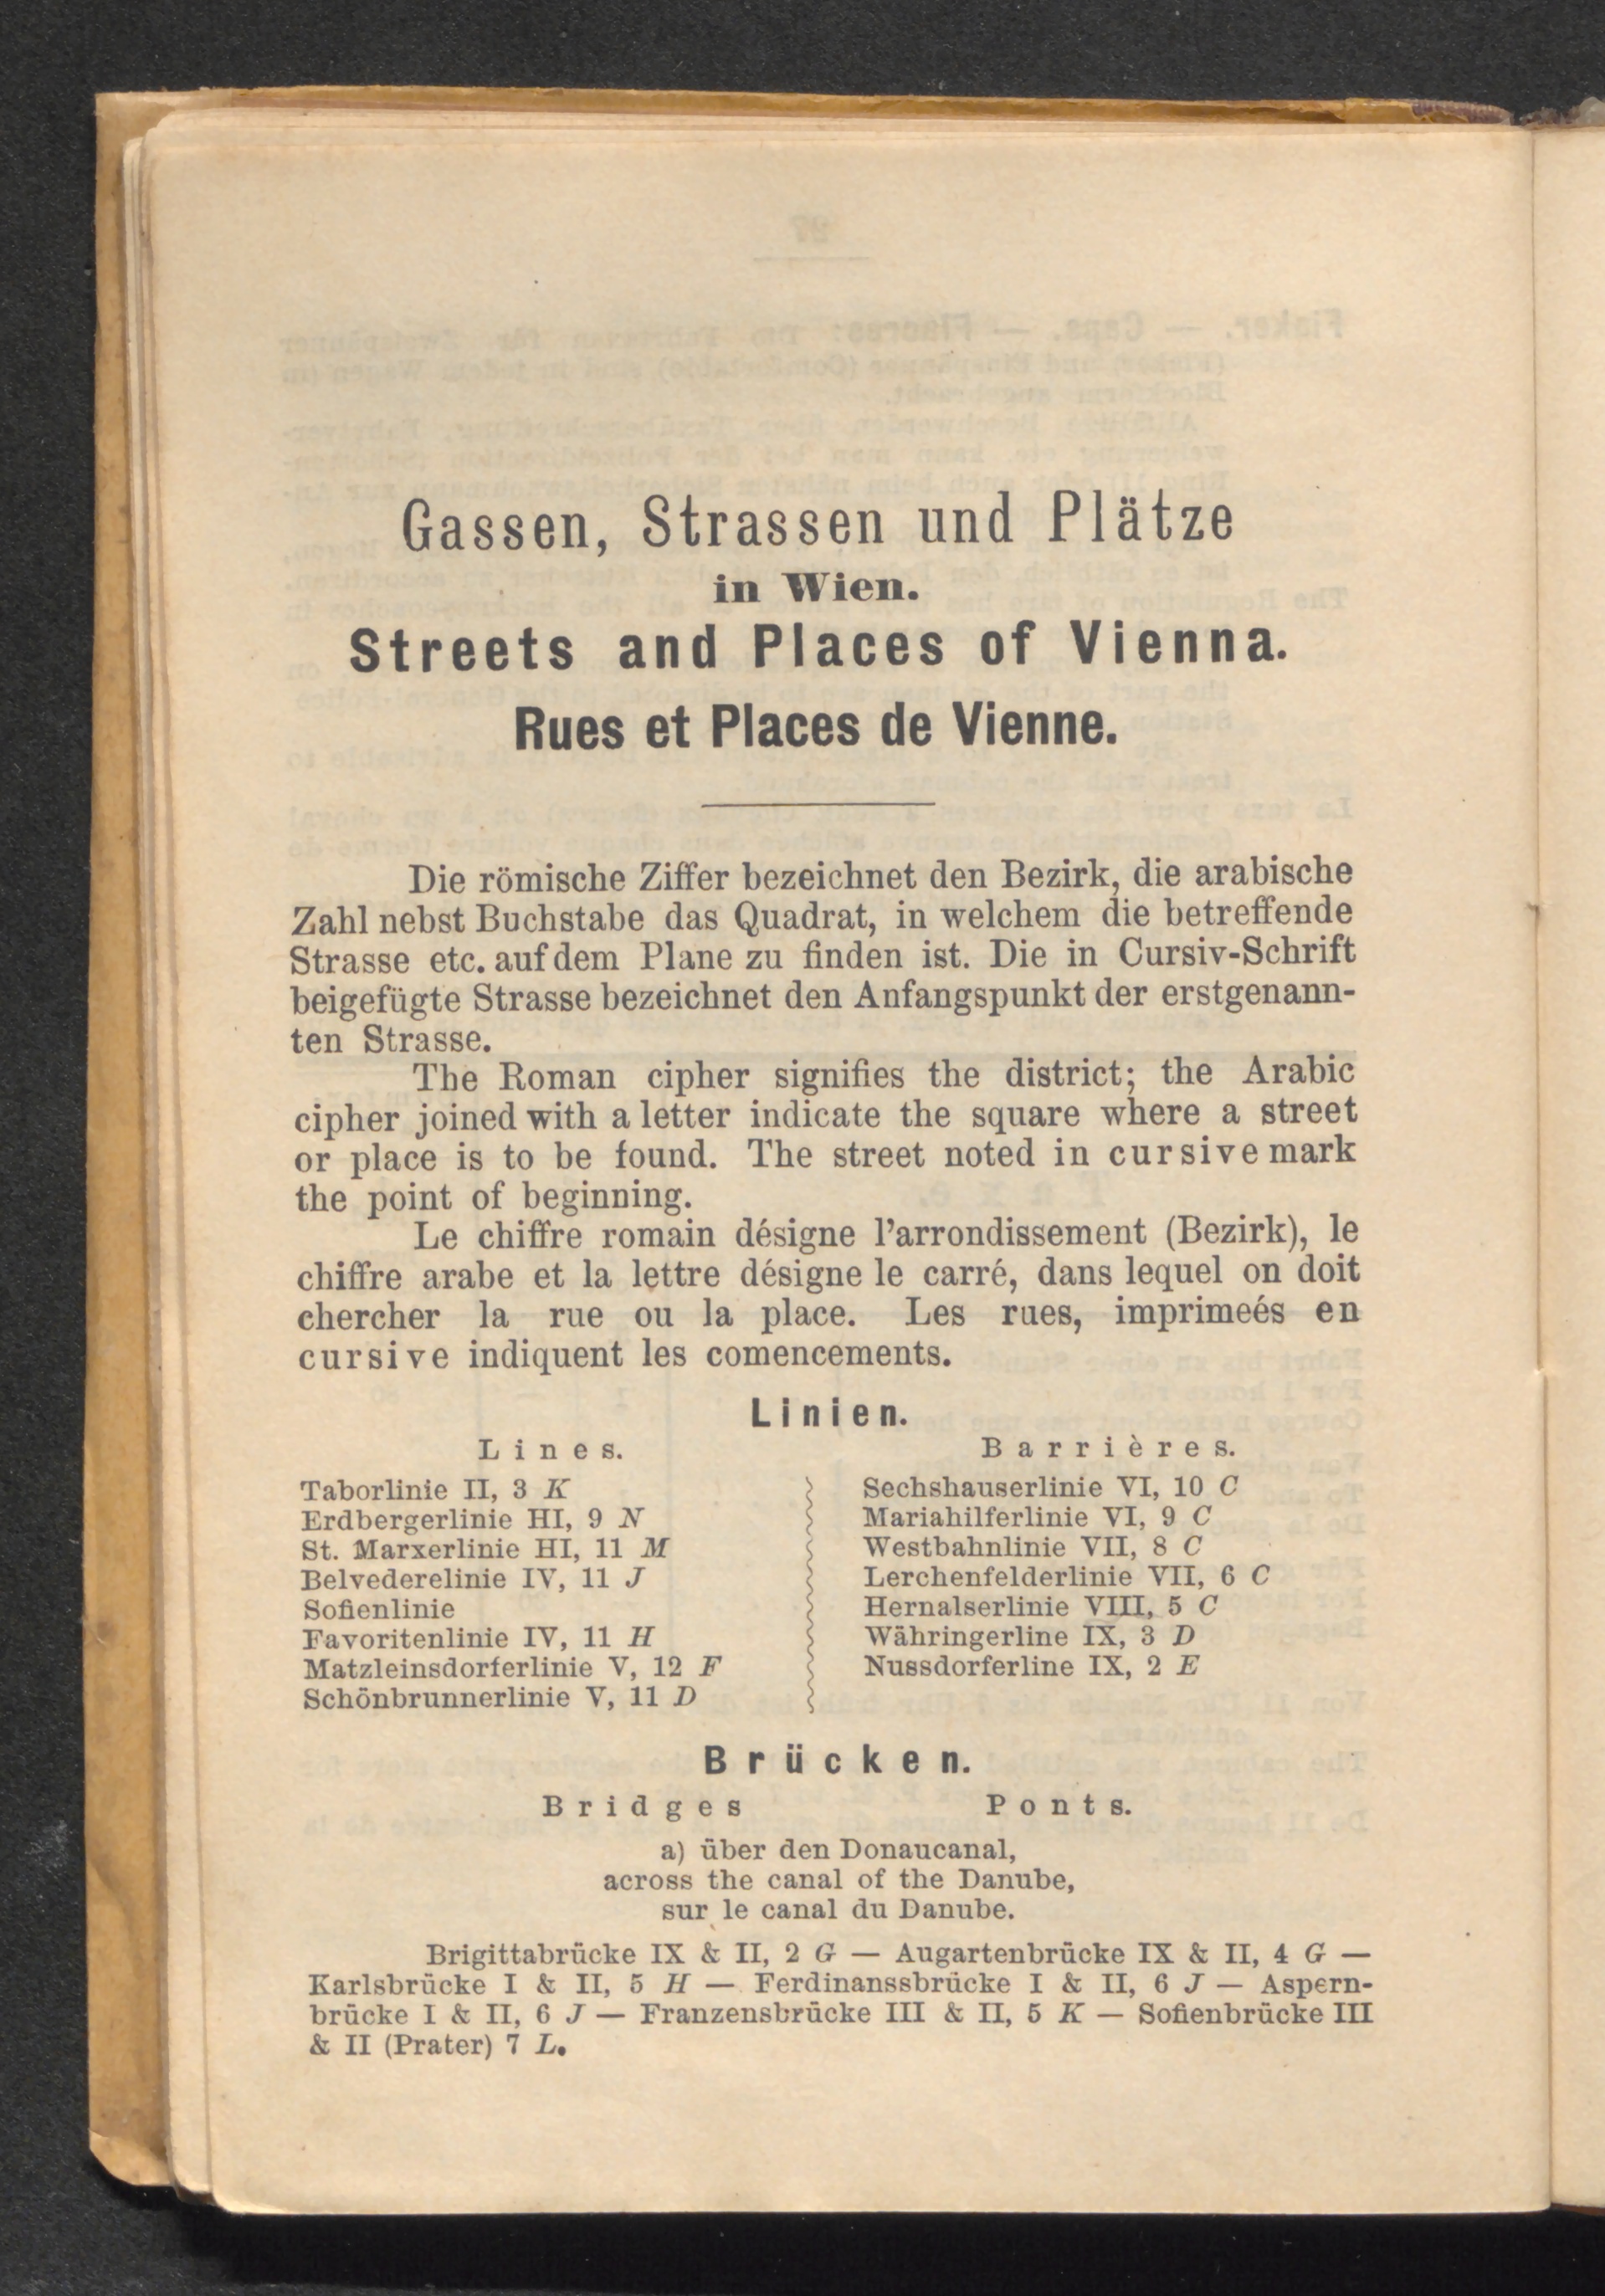 Gassen, Strassen und Plätze
in Wien.
Streets and Places of Vienna.
Rues et Places de Vienne.
Die römische Ziffer bezeichnet den Bezirk, die arabische
Zahl nebst Buchstabe das Quadrat, in welchem die betreffende
Strasse etc. auf dem Plane zu finden ist. Die in Cursiv-Schrift
beigefügte Strasse bezeichnet den Anfangspunkt der erstgenann-
ten Strasse.
The Roman cipher signifies the district; the Arabic
cipher joined with a letter indicate the square where a street
or place is to be found. The street noted in cursive mark
the point of beginning.
Le chiffre romain désigne l'arrondissement (Bezirk), le
chiffre arabe et la lettre désigne le carré, dans lequel on doit
chercher la rue ou la place. Les rues, imprimeés en
cursive indiquent les comencements.
Linien.
Lines.
Taborlinie II, 3 K
Erdbergerlinie HI, 9 N
St. Marxerlinie HI, 11 M
Belvederelinie IV, 11 J
Sofienlinie
Favoritenlinie IV, 11 H
Matzleinsdorferlinie V, 12 F
Schönbrunnerlinie V, 11 D
Barrières.
Sechshauserlinie VI, 10 C
Mariahilferlinie VI, 9 C
Westbahnlinie VII, 8 C
Lerchenfelderlinie VII, 6 C
Hernalserlinie VIII, 5 C
Währingerline IX, 3 D
Nussdorferline IX, 2 E
Brücken.
Bridges Ponts.
a) über den Donaucanal,
across the canal of the Danube,
sur le canal du Danube.
Brigittabrücke IX & II, 2 G — Augartenbrücke IX & II, 4 G —
Karlsbrücke I & II, 5 H — Ferdinanssbrücke I & II, 6 J — Aspern-
brücke I & II, 6 J — Franzensbrücke III & II, 5 K — Sofienbrücke III
& II (Prater) 7 L.